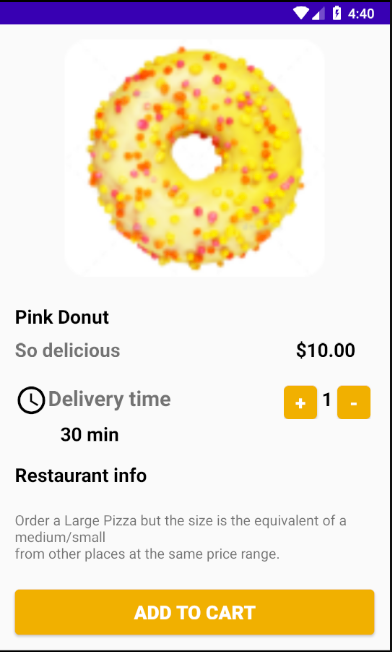 4:40
Pink Donut
So delicious
$10.00
Delivery time
+ 1 -
30 min
Restaurant info
Order a Large Pizza but the size is the equivalent of a
medium/small
from other places at the same price range.
ADD TO CART